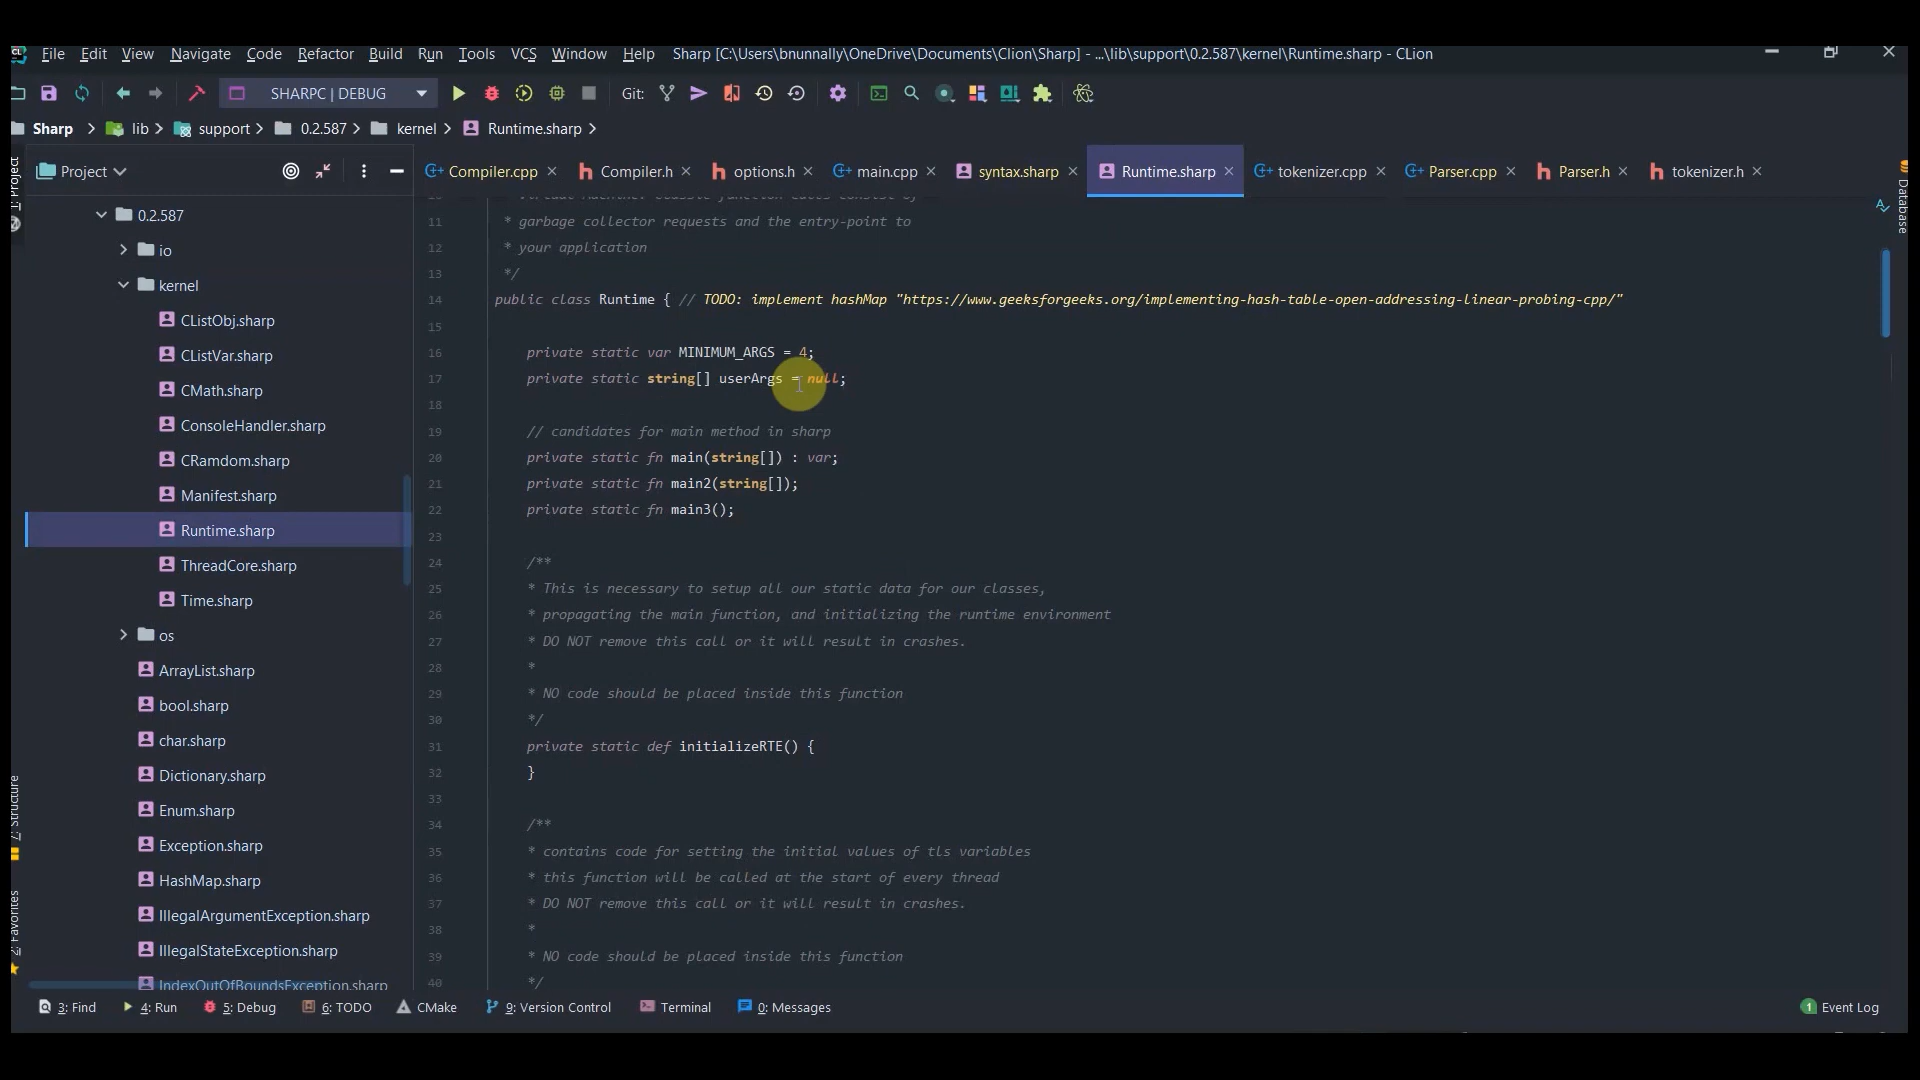 File Edit View Navigate Code Refactor Build Run Tools VCS Window Help Sharp [C:\Users\bnunnally\OneDrive\Documents\Clion\Sharp] - ...\lib\support\0.2.587\kernel\Runtime.sharp - CLion
SHARPC | DEBUG Git:
Sharp lib support 0.2.587 kernel Runtime.sharp
Project
Compiler.cpp Compiler.h options.h main.cpp syntax.sharp Runtime.sharp tokenizer.cpp Parser.cpp Parser.h tokenizer.h
Project
Database
7: Structure
2: Favorites
0.2.587
io
kernel
CListObj.sharp
CListVar.sharp
CMath.sharp
ConsoleHandler.sharp
CRamdom.sharp
Manifest.sharp
Runtime.sharp
ThreadCore.sharp
Time.sharp
os
ArrayList.sharp
bool.sharp
char.sharp
Dictionary.sharp
Enum.sharp
Exception.sharp
HashMap.sharp
IllegalArgumentException.sharp
IllegalStateException.sharp
IndexOutOfBoundsException.sharp
11 * garbage collector requests and the entry-point to
12 * your application
13 */
14 public class Runtime { // TODO: implement hashMap "https://www.geeksforgeeks.org/implementing-hash-table-open-addressing-linear-probing-cpp/"
15
16 private static var MINIMUM_ARGS = 4;
17 private static string[] userArgs = null;
18
19 // candidates for main method in sharp
20 private static fn main(string[]) : var;
21 private static fn main2(string[]);
22 private static fn main3();
23
24 /**
25 * This is necessary to setup all our static data for our classes,
26 * propagating the main function, and initializing the runtime environment
27 * DO NOT remove this call or it will result in crashes.
28 *
29 * NO code should be placed inside this function
30 */
31 private static def initializeRTE() {
32 }
33
34 /**
35 * contains code for setting the initial values of tls variables
36 * this function will be called at the start of every thread
37 * DO NOT remove this call or it will result in crashes.
38 *
39 * NO code should be placed inside this function
40 */
3: Find 4: Run 5: Debug 6: TODO CMake 9: Version Control Terminal 0: Messages 1 Event Log